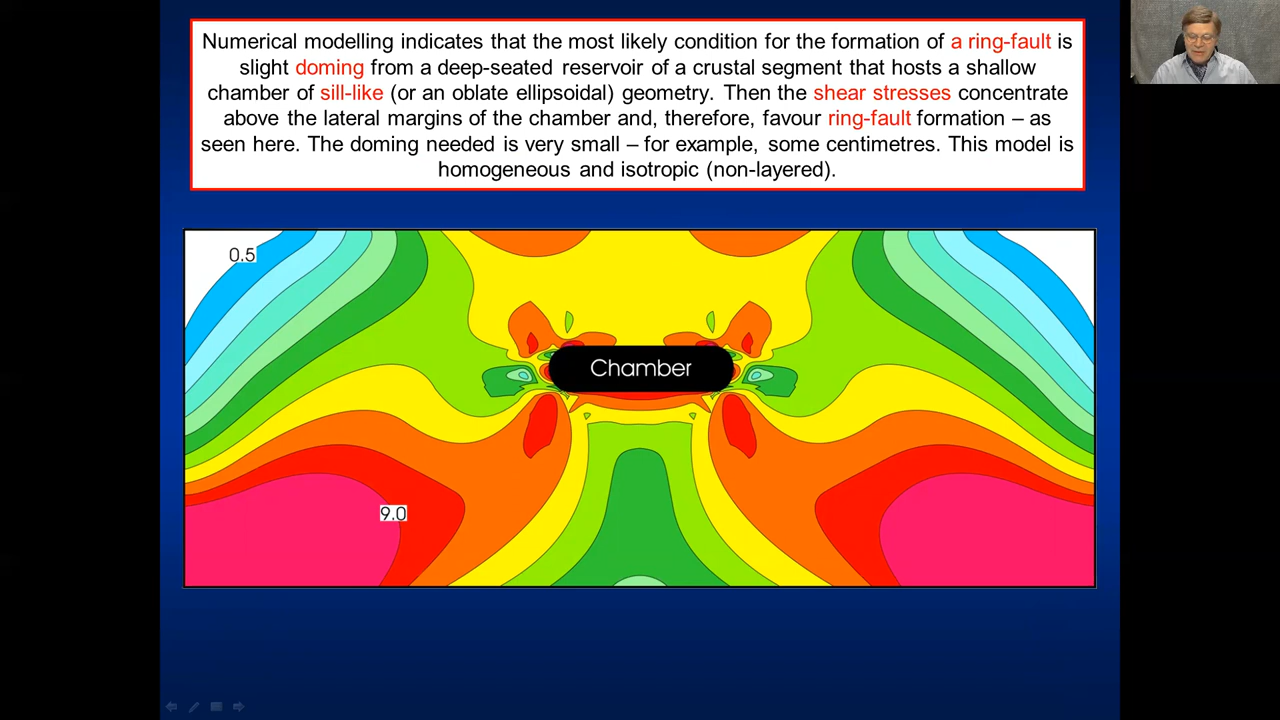 Numerical modelling indicates that the most likely condition for the formation of a ring-fault is
slight doming from a deep-seated reservoir of a crustal segment that hosts a shallow
chamber of sill-like (or an oblate ellipsoidal) geometry. Then the shear stresses concentrate
above the lateral margins of the chamber and, therefore, favour ring-fault formation – as
seen here. The doming needed is very small – for example, some centimetres. This model is
homogeneous and isotropic (non-layered).
0.5
Chamber
9.0